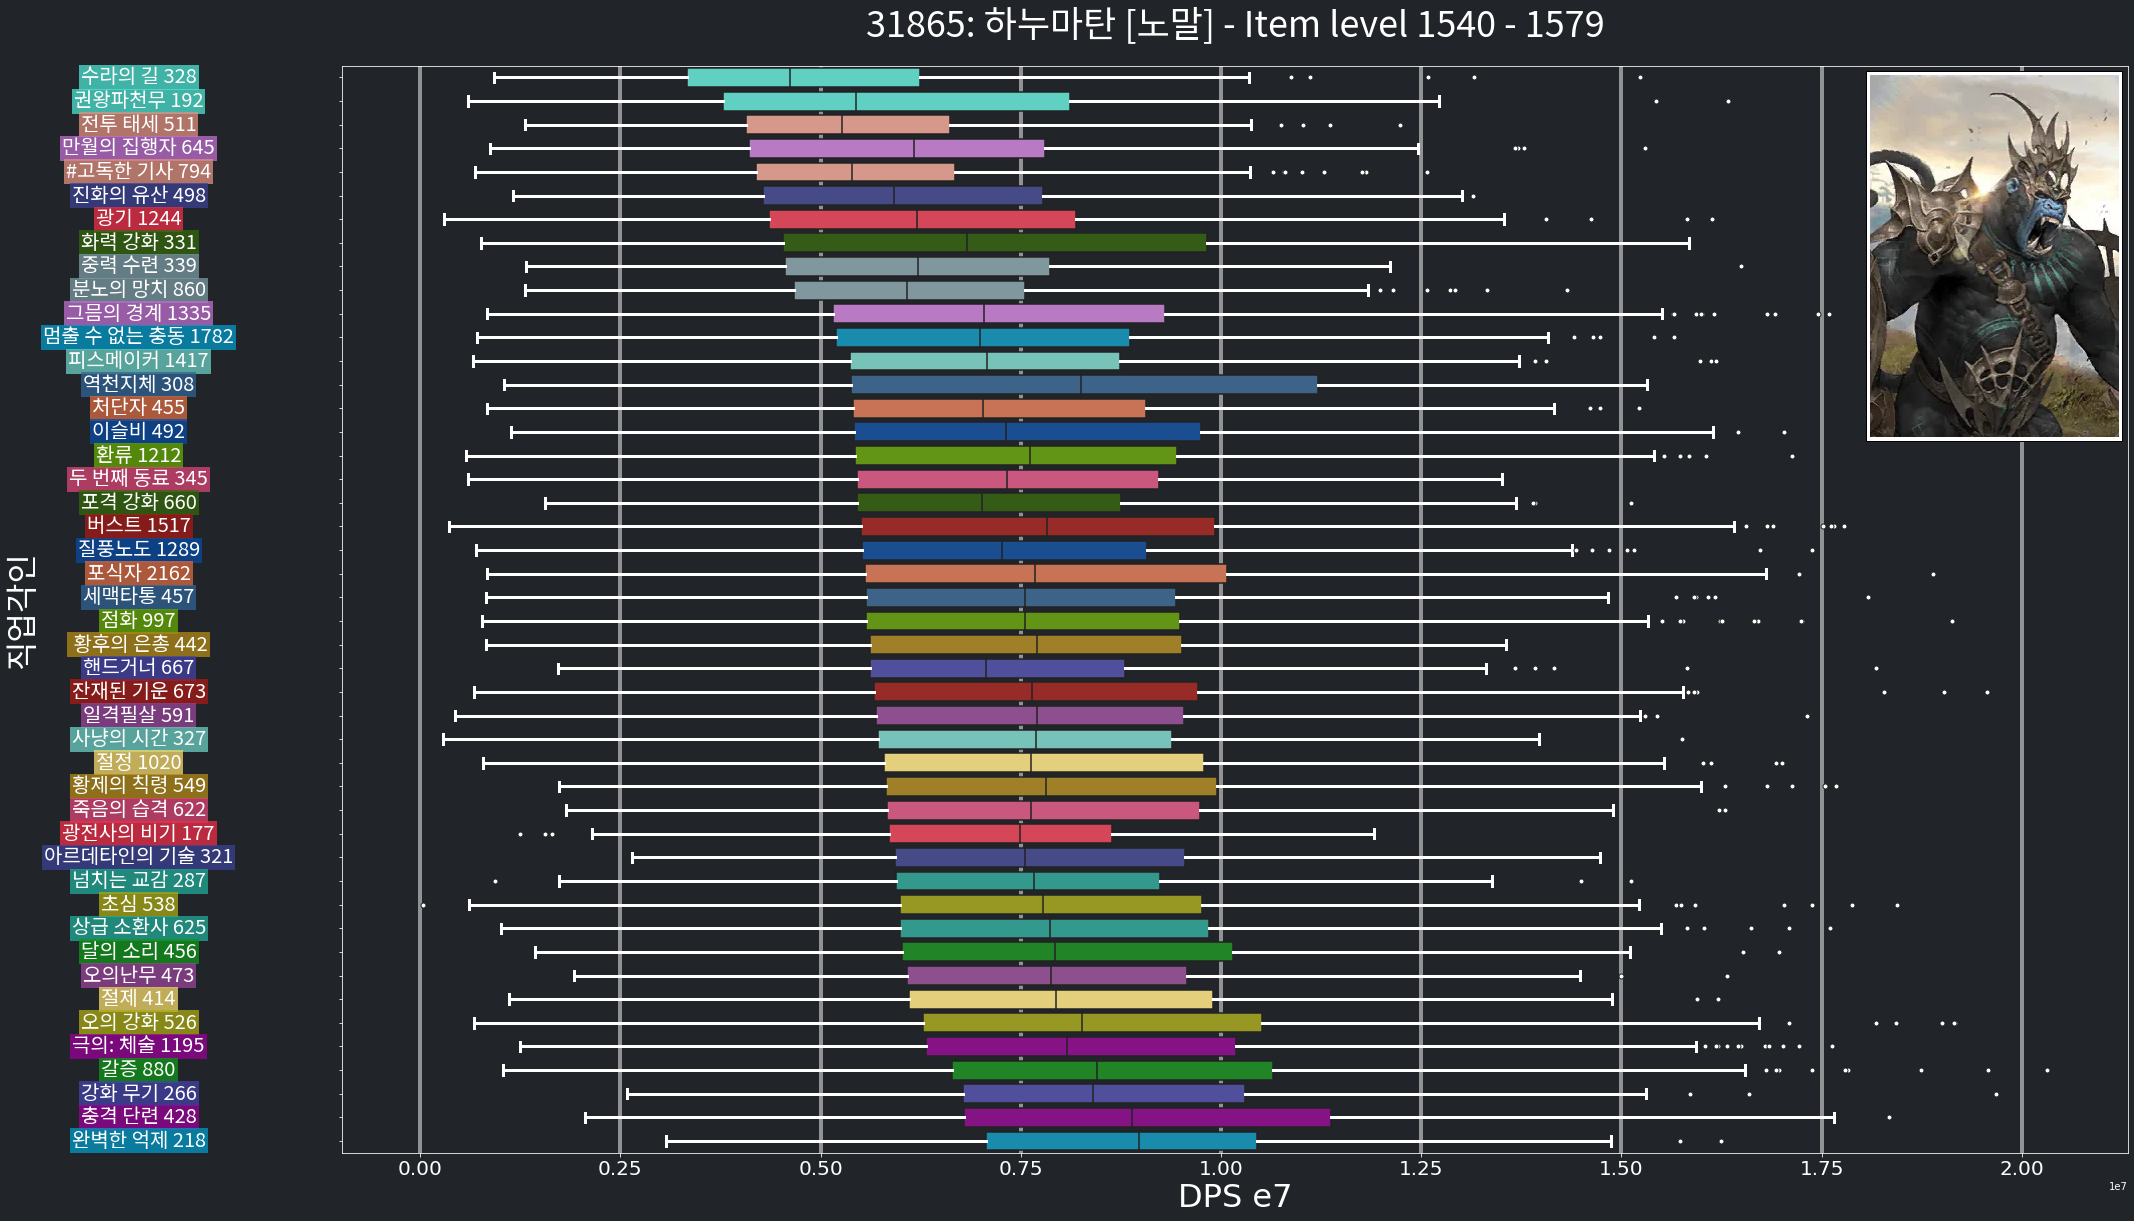 31865: 하누마탄 [노말] - Item level 1540 - 1579
직업각인
수라의 길 328
권왕파천무 192
전투 태세 511
만월의 집행자 645
#고독한 기사 794
진화의 유산 498
광기 1244
화력 강화 331
중력 수련 339
분노의 망치 860
그믐의 경계 1335
멈출 수 없는 충동 1782
피스메이커 1417
역천지체 308
처단자 455
이슬비 492
환류 1212
두 번째 동료 345
포격 강화 660
버스트 1517
질풍노도 1289
포식자 2162
세맥타통 457
점화 997
황후의 은총 442
핸드거너 667
잔재된 기운 673
일격필살 591
사냥의 시간 327
절정 1020
황제의 칙령 549
죽음의 습격 622
광전사의 비기 177
아르데타인의 기술 321
넘치는 교감 287
초심 538
상급 소환사 625
달의 소리 456
오의난무 473
절제 414
오의 강화 526
극의: 체술 1195
갈증 880
강화 무기 266
충격 단련 428
완벽한 억제 218
0.00 0.25 0.50 0.75 1.00 1.25 1.50 1.75 2.00
1e7
DPS e7